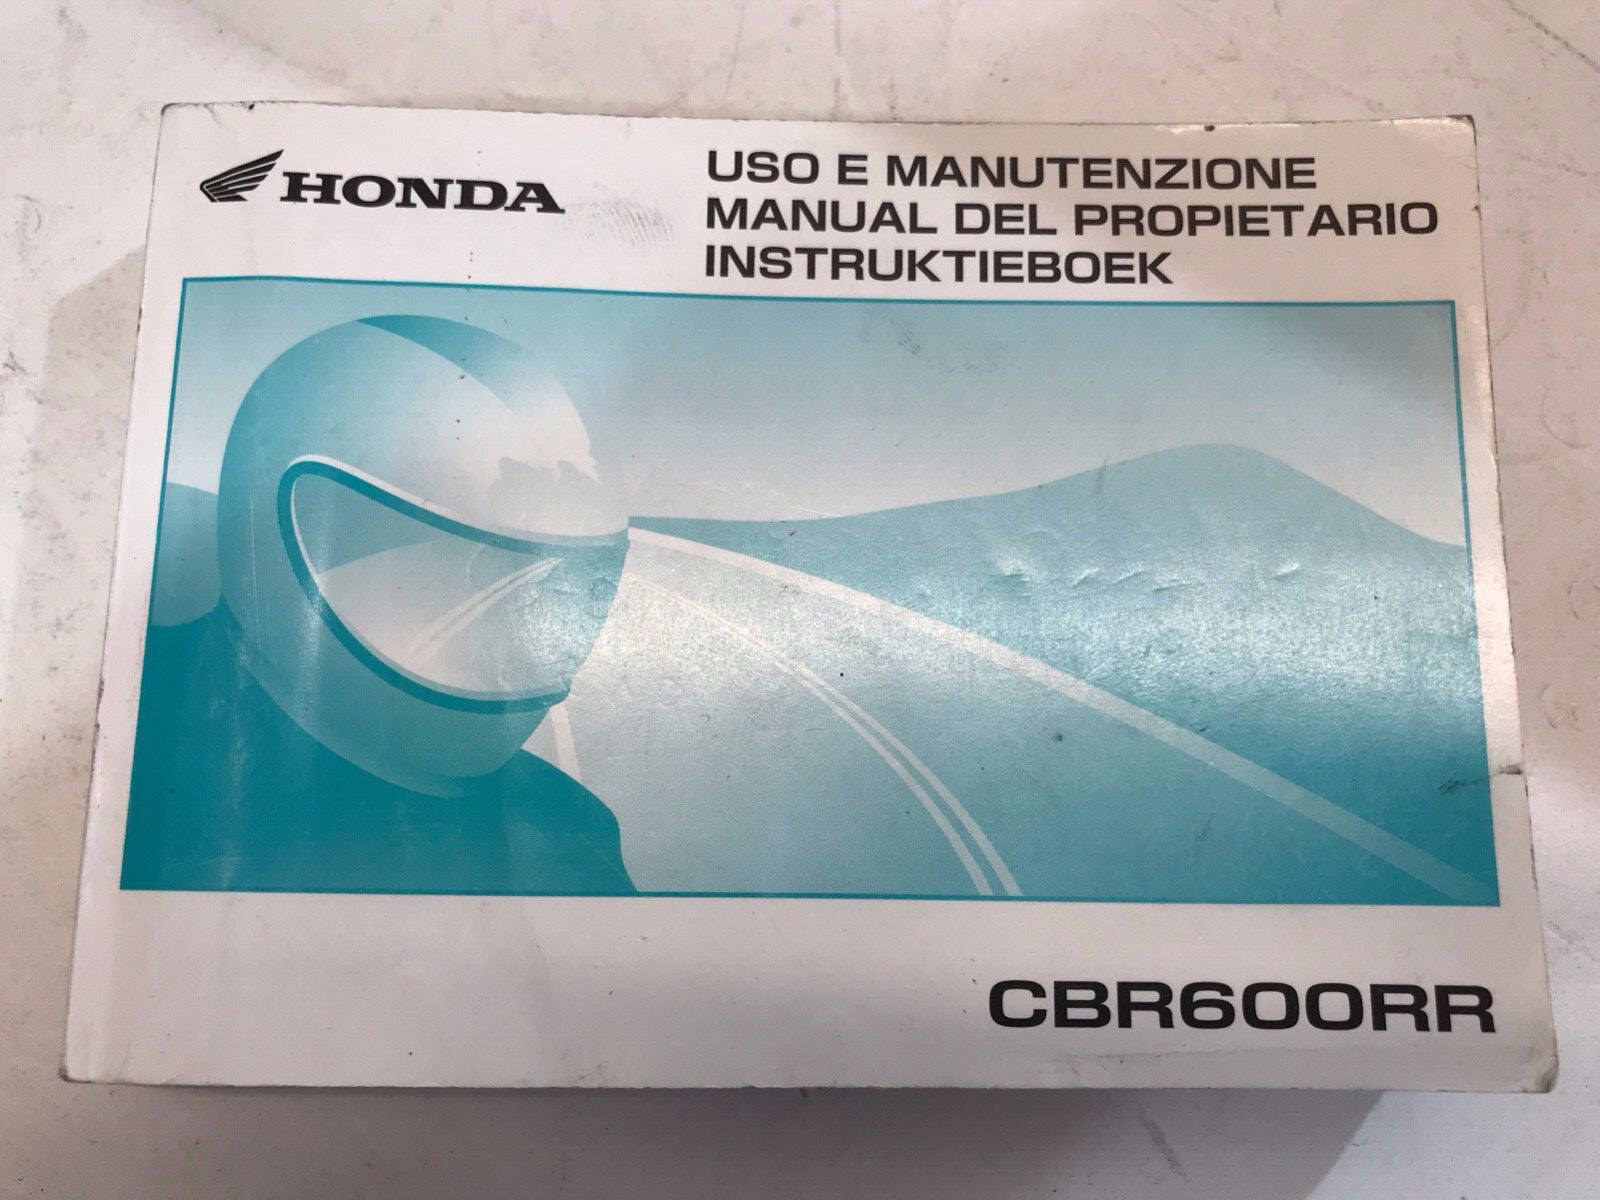 HONDA
USO E MANUTENZIONE
MANUAL DEL PROPIETARIO
INSTRUKTIEBOEK
CBR600RR